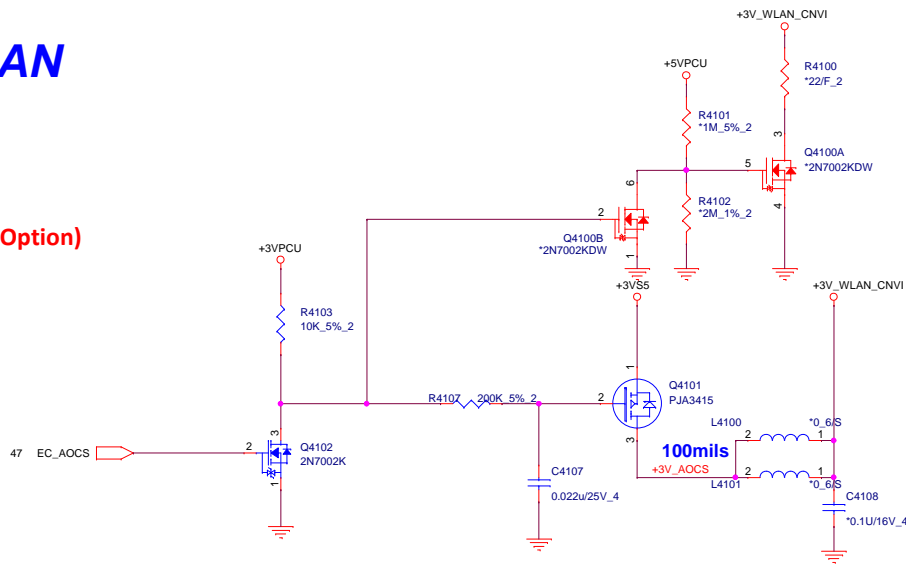 AN
+3V_WLAN_CNVI
R4100
*22/F_2
+5VPCU
R4101
*1M_5%_2
3
Q4100A
*2N7002KDW
5
4
6
2
R4102
*2M_1%_2
Q4100B
*2N7002KDW
1
Option)
+3VPCU
+3VS5
+3V_WLAN_CNVI
R4103
10K_5%_2
1
Q4101
PJA3415
R4107 200K_5%_2
2
3
L4100
*0_6/S
2 1
100mils
+3V_AOCS
47 EC_AOCS
2
3
Q4102
2N7002K
1
2 1
L4101
*0_6/S
C4107
0.022u/25V_4
C4108
*0.1U/16V_4